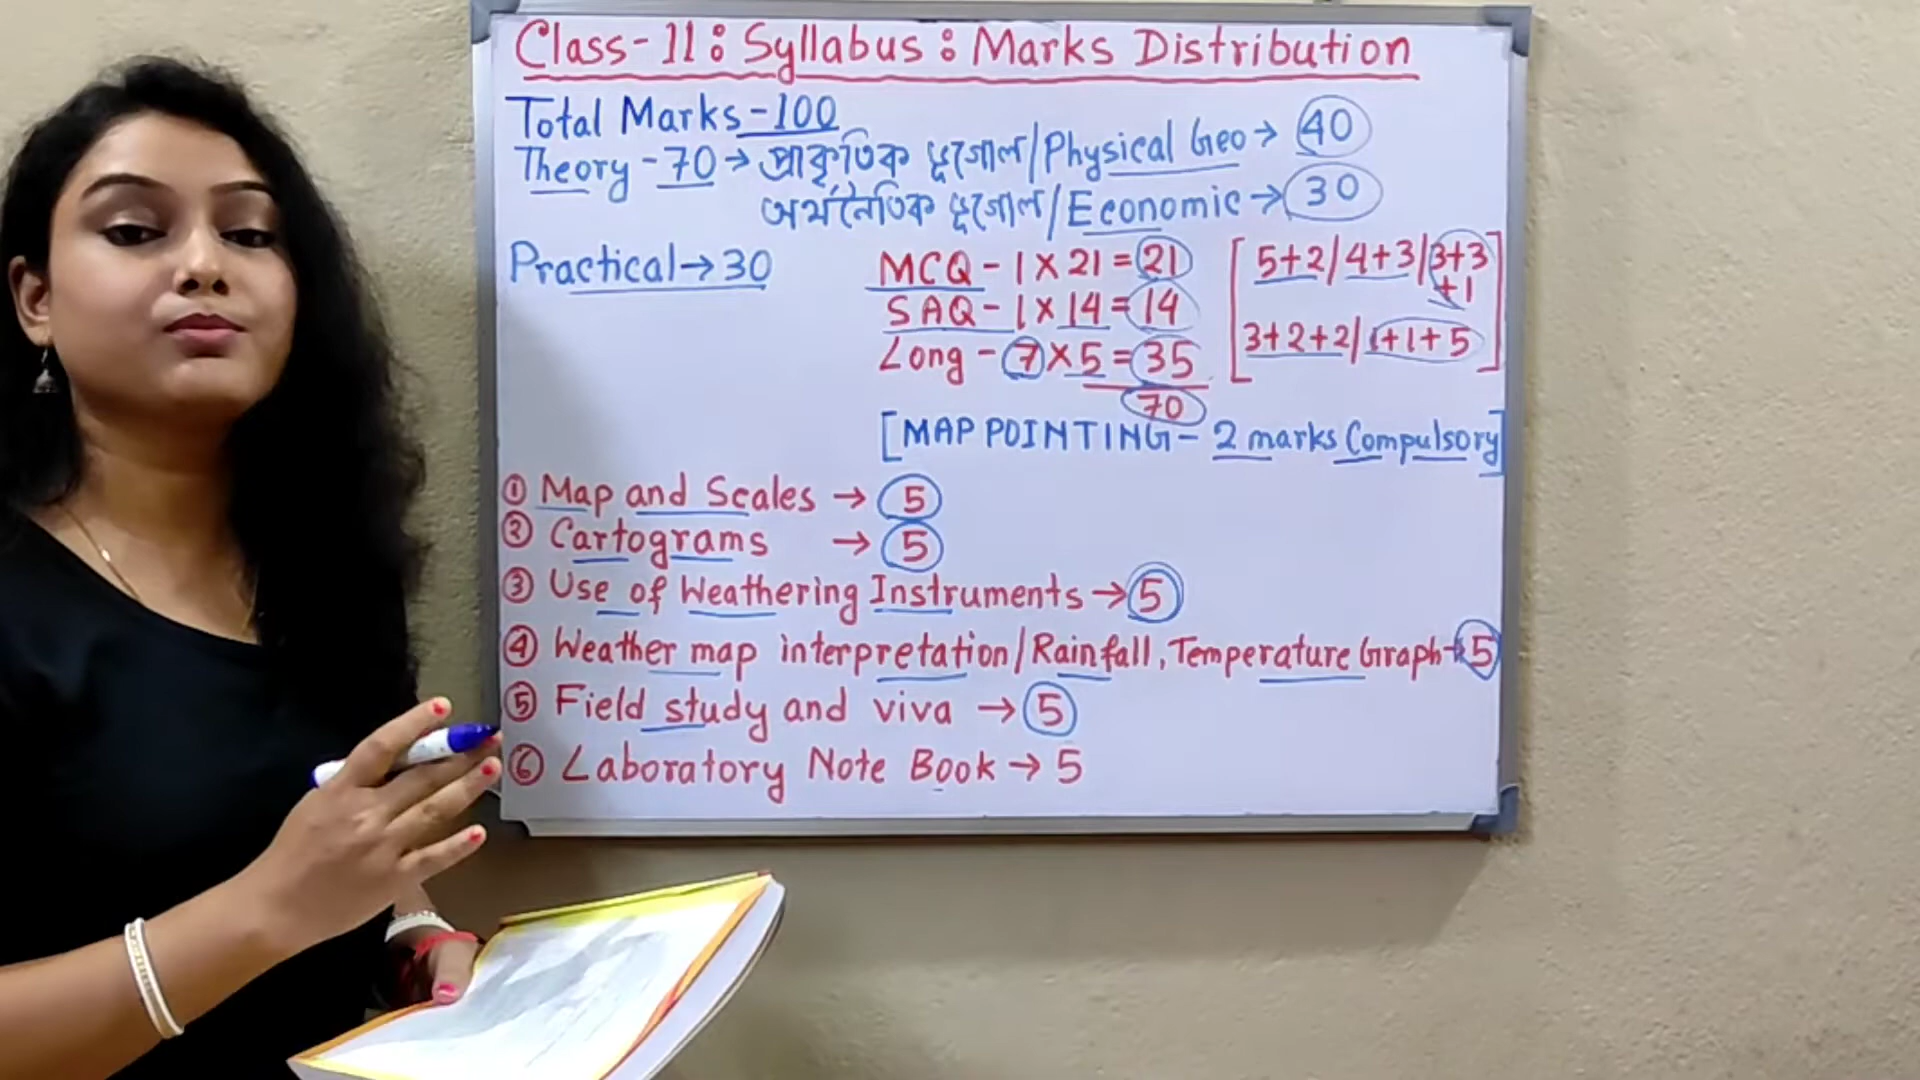 Class-11: Syllabus: Marks Distribution
Total Marks-100
Theory-70→ প্রাকৃতিক ভূগোল/Physical Geo→ 40
অর্থনৈতিক ভূগোল/Economic→ 30
Practical→30
MCQ-1×21=21
SAQ-1×14=14
Long-7×5=35
70
[5+2/4+3/3+3
+1
3+2+2/1+1+5]
[MAP POINTING- 2 marks Compulsory]
① Map and Scales → 5
② Cartograms → 5
③ Use of Weathering Instruments→5
④ Weather map interpretation/Rainfall, Temperature Graph→5
⑤ Field study and viva →5
⑥ Laboratory Note Book→5